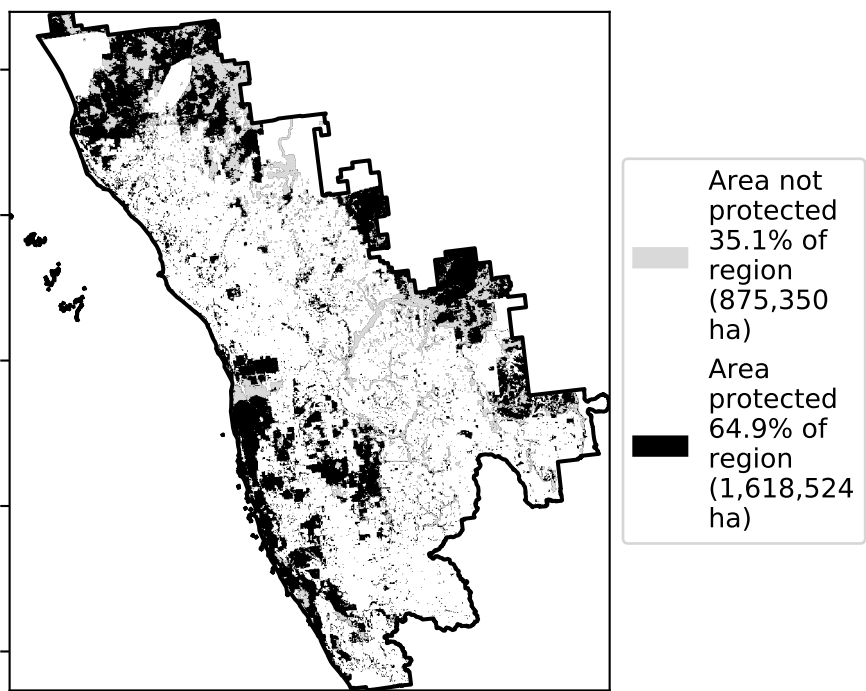 Area not
protected
35.1% of
region
(875,350
ha)
Area
protected
64.9% of
region
(1,618,524
ha)